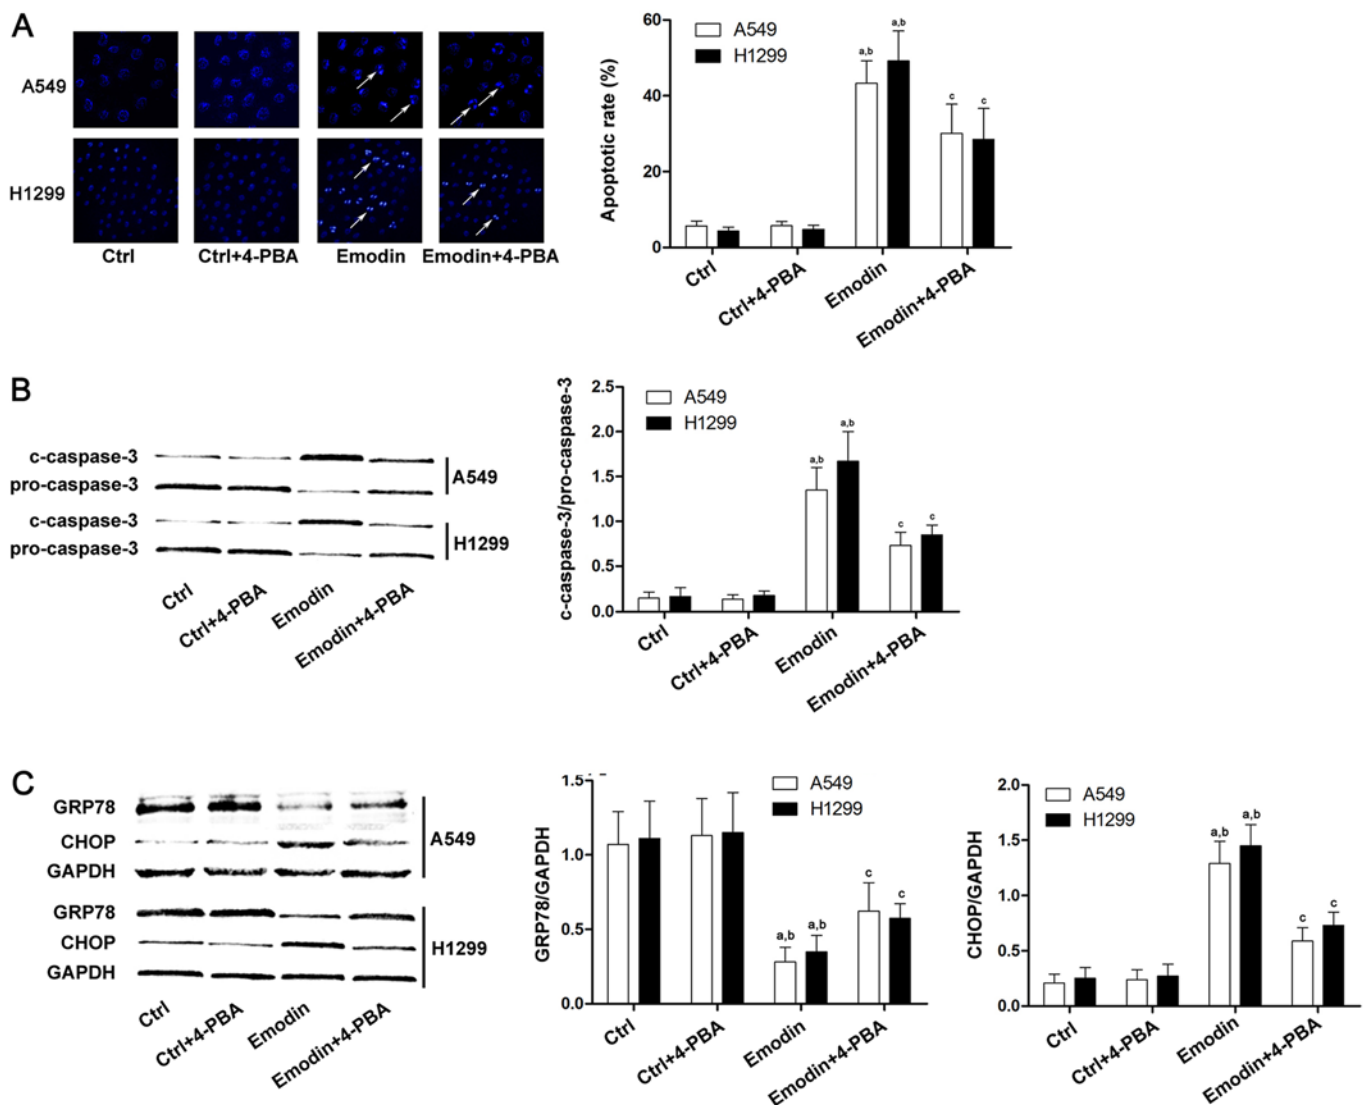 A
A549
H1299
Ctrl Ctrl+4-PBA Emodin Emodin+4-PBA
Apoptotic rate (%)
60
40
20
0
A549
H1299
a,b
a,b
c
c
Ctrl
Ctrl+4-PBA
Emodin
Emodin+4-PBA
B
c-caspase-3
pro-caspase-3
A549
c-caspase-3
pro-caspase-3
H1299
Ctrl
Ctrl+4-PBA
Emodin
Emodin+4-PBA
c-caspase-3/pro-caspase-3
2.5
2.0
1.5
1.0
0.5
0.0
A549
H1299
a,b
a,b
c
c
Ctrl
Ctrl+4-PBA
Emodin
Emodin+4-PBA
C
GRP78
CHOP
GAPDH
A549
GRP78
CHOP
GAPDH
H1299
Ctrl
Ctrl+4-PBA
Emodin
Emodin+4-PBA
GRP78/GAPDH
1.5
1.0
0.5
0.0
A549
H1299
a,b
a,b
c
c
Ctrl
Ctrl+4-PBA
Emodin
Emodin+4-PBA
CHOP/GAPDH
2.0
1.5
1.0
0.5
0.0
A549
H1299
a,b
a,b
c
c
Ctrl
Ctrl+4-PBA
Emodin
Emodin+4-PBA